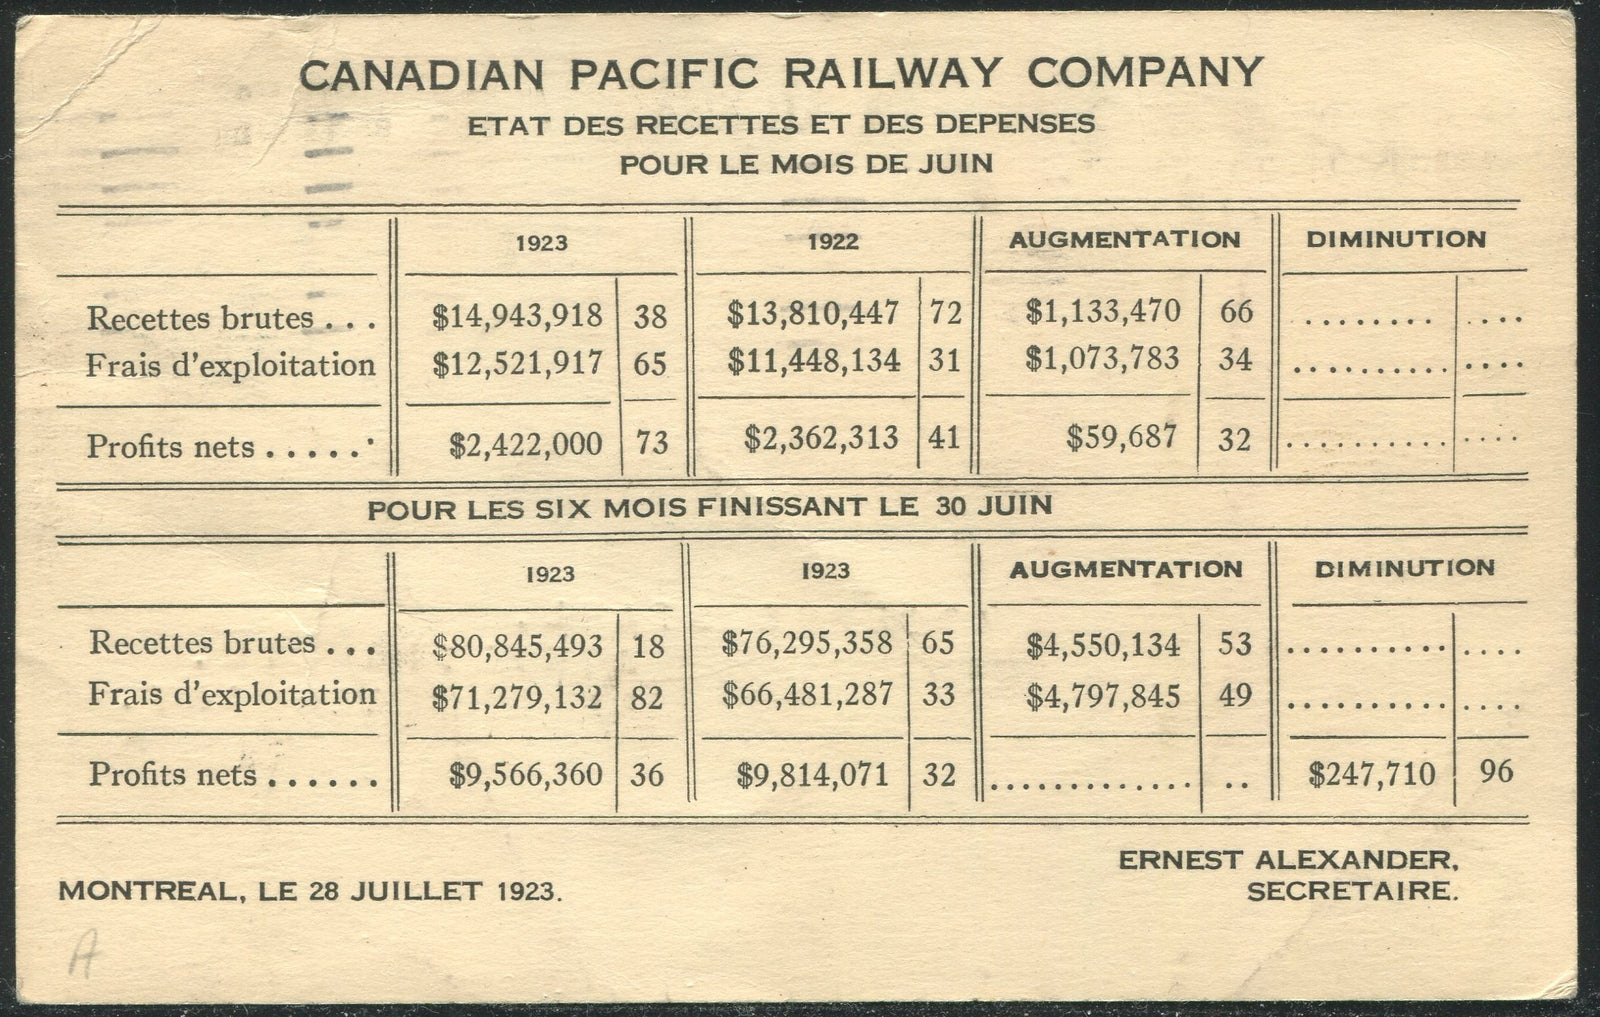 CANADIAN PACIFIC RAILWAY COMPANY
ETAT DES RECETTES ET DES DEPENSES
POUR LE MOIS DE JUIN
1923 1922 AUGMENTATION DIMINUTION
Recettes brutes . . . $14,943,918 38 $13,810,447 72 $1,133,470 66 ........ ....
Frais d'exploitation $12,521,917 65 $11,448,134 31 $1,073,783 34 .......... ....
Profits nets ...... $2,422,000 73 $2,362,313 41 $59,687 32 .......... ....
POUR LES SIX MOIS FINISSANT LE 30 JUIN
1923 1923 AUGMENTATION DIMINUTION
Recettes brutes . . . $80,845,493 18 $76,295,358 65 $4,550,134 53 .......... ....
Frais d'exploitation $71,279,132 82 $66,481,287 33 $4,797,845 49 .......... ....
Profits nets ...... $9,566,360 36 $9,814,071 32 ............. .. $247,710 96
ERNEST ALEXANDER,
MONTREAL, LE 28 JUILLET 1923. SECRETAIRE.
A